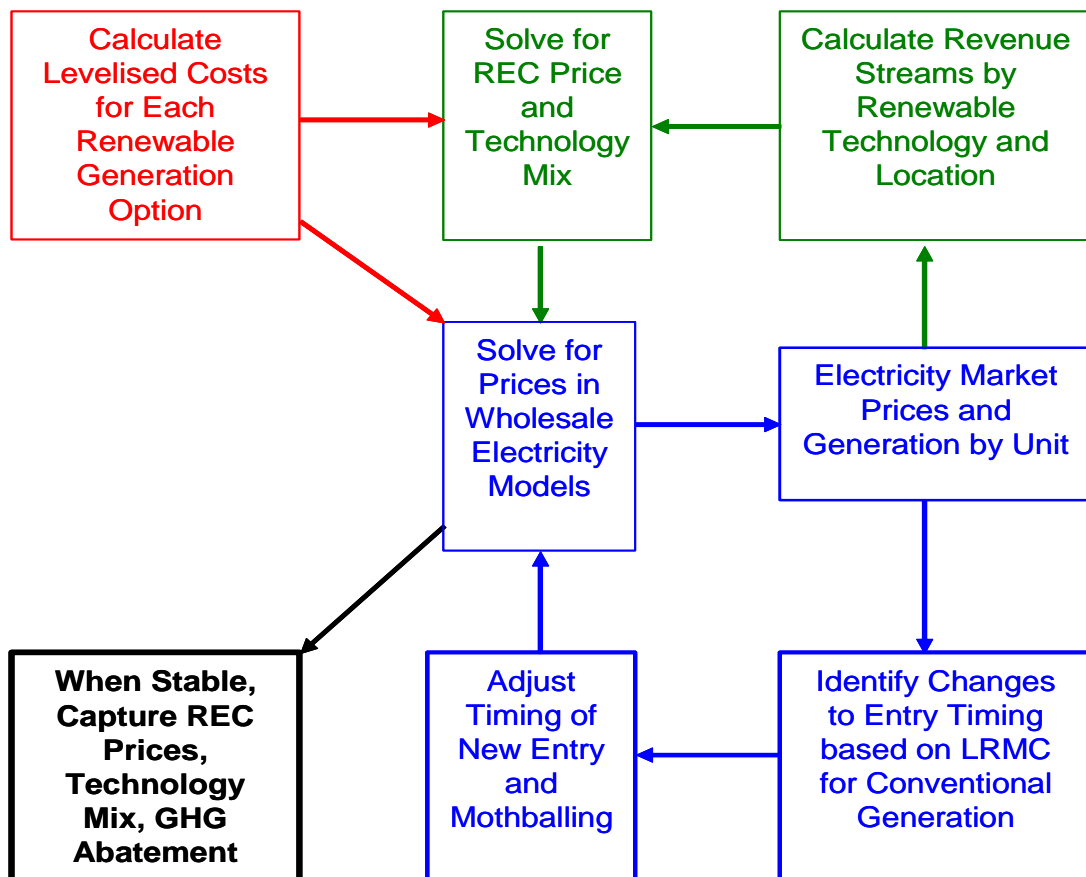 Calculate
Levelised Costs
for Each
Renewable
Generation
Option
Solve for
REC Price
and
Technology
Mix
Calculate Revenue
Streams by
Renewable
Technology and
Location
Solve for
Prices in
Wholesale
Electricity
Models
Electricity Market
Prices and
Generation by Unit
When Stable,
Capture REC
Prices,
Technology
Mix, GHG
Abatement
Adjust
Timing of
New Entry
and
Mothballing
Identify Changes
to Entry Timing
based on LRMC
for Conventional
Generation